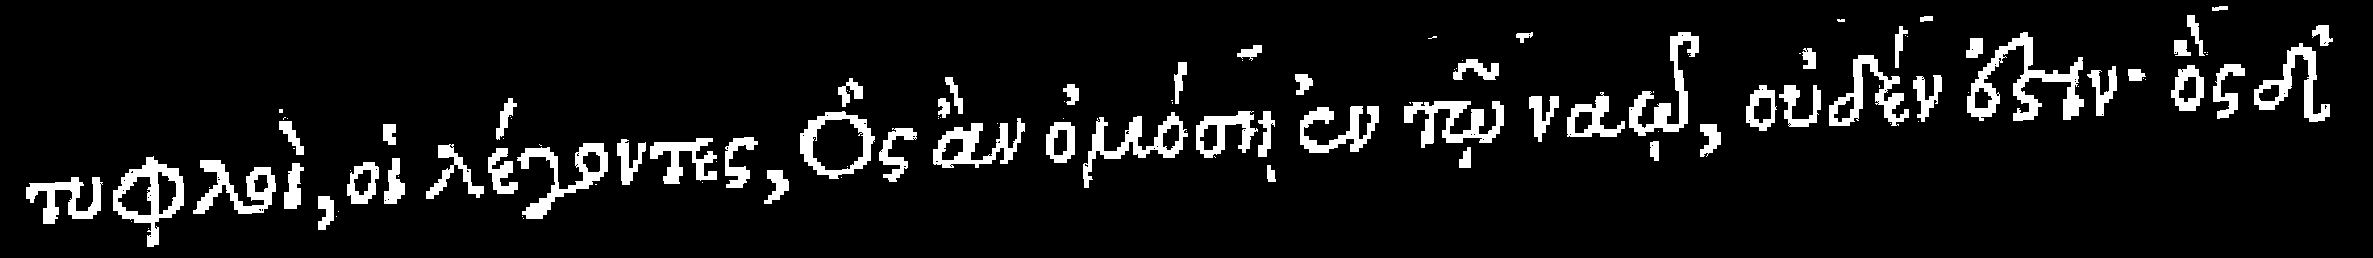 τυφλοὶ, οἱ λέγοντες, Ὃς ἂν ὀμόσῃ ἐν τῷ ναῷ, οὐδέν ἐστιν· ὃς δ'